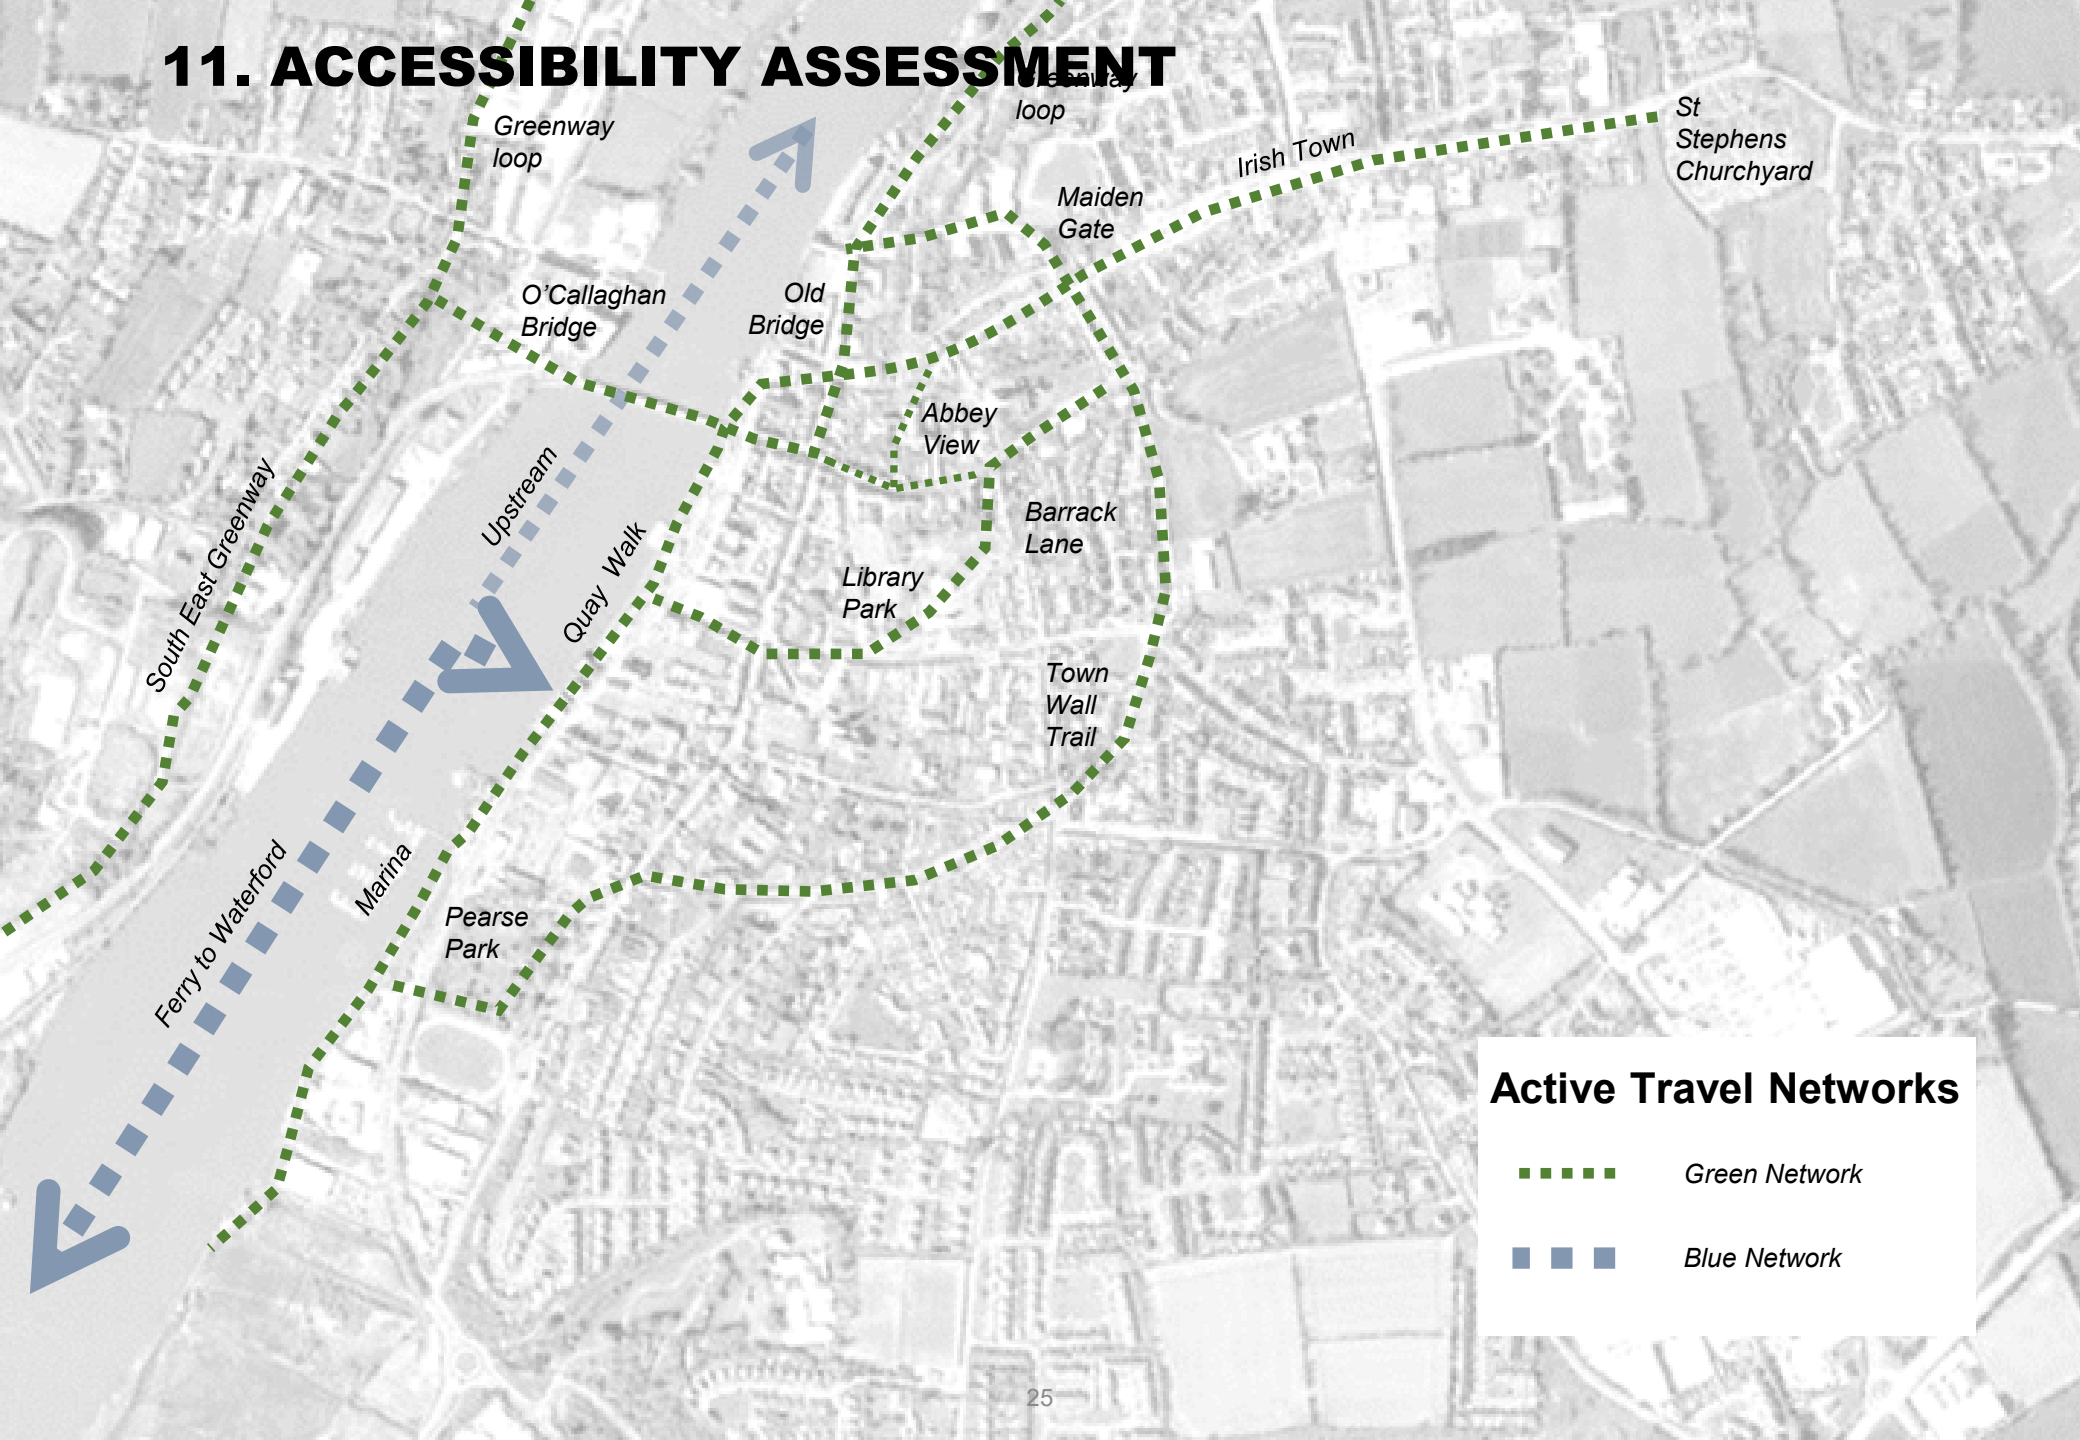 11. ACCESSIBILITY ASSESSMENT
Greenway
loop
Greenway
loop
St
Stephens
Churchyard
Irish Town
Maiden
Gate
O'Callaghan
Bridge
Old
Bridge
Abbey
View
Upstream
South East Greenway
Quay Walk
Barrack
Lane
Library
Park
Town
Wall
Trail
Ferry to Waterford
Marina
Pearse
Park
Active Travel Networks
Green Network
Blue Network
25